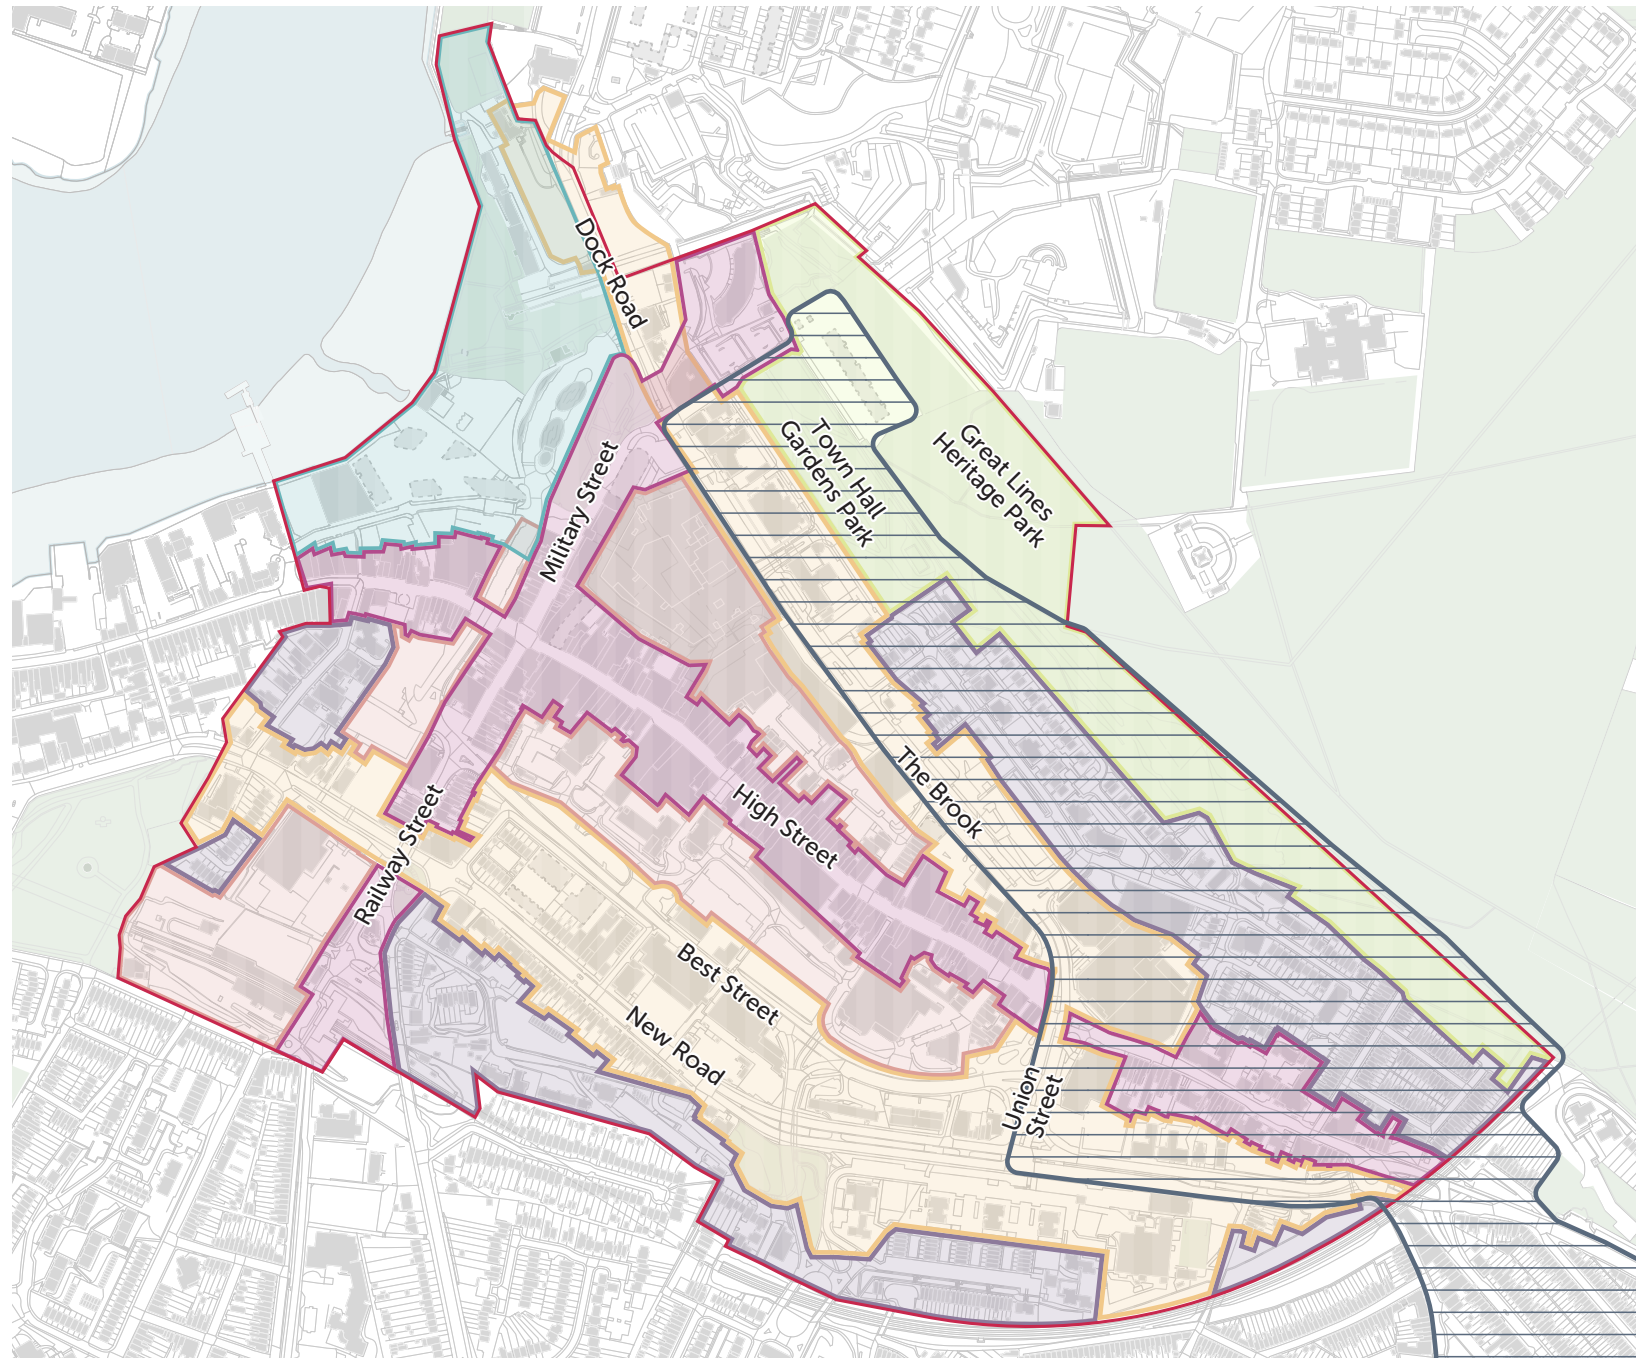 Dock Road
Military Street
Town Hall
Gardens Park
Great Lines
Heritage Park
The Brook
High Street
Railway Street
Best Street
New Road
Union
Street